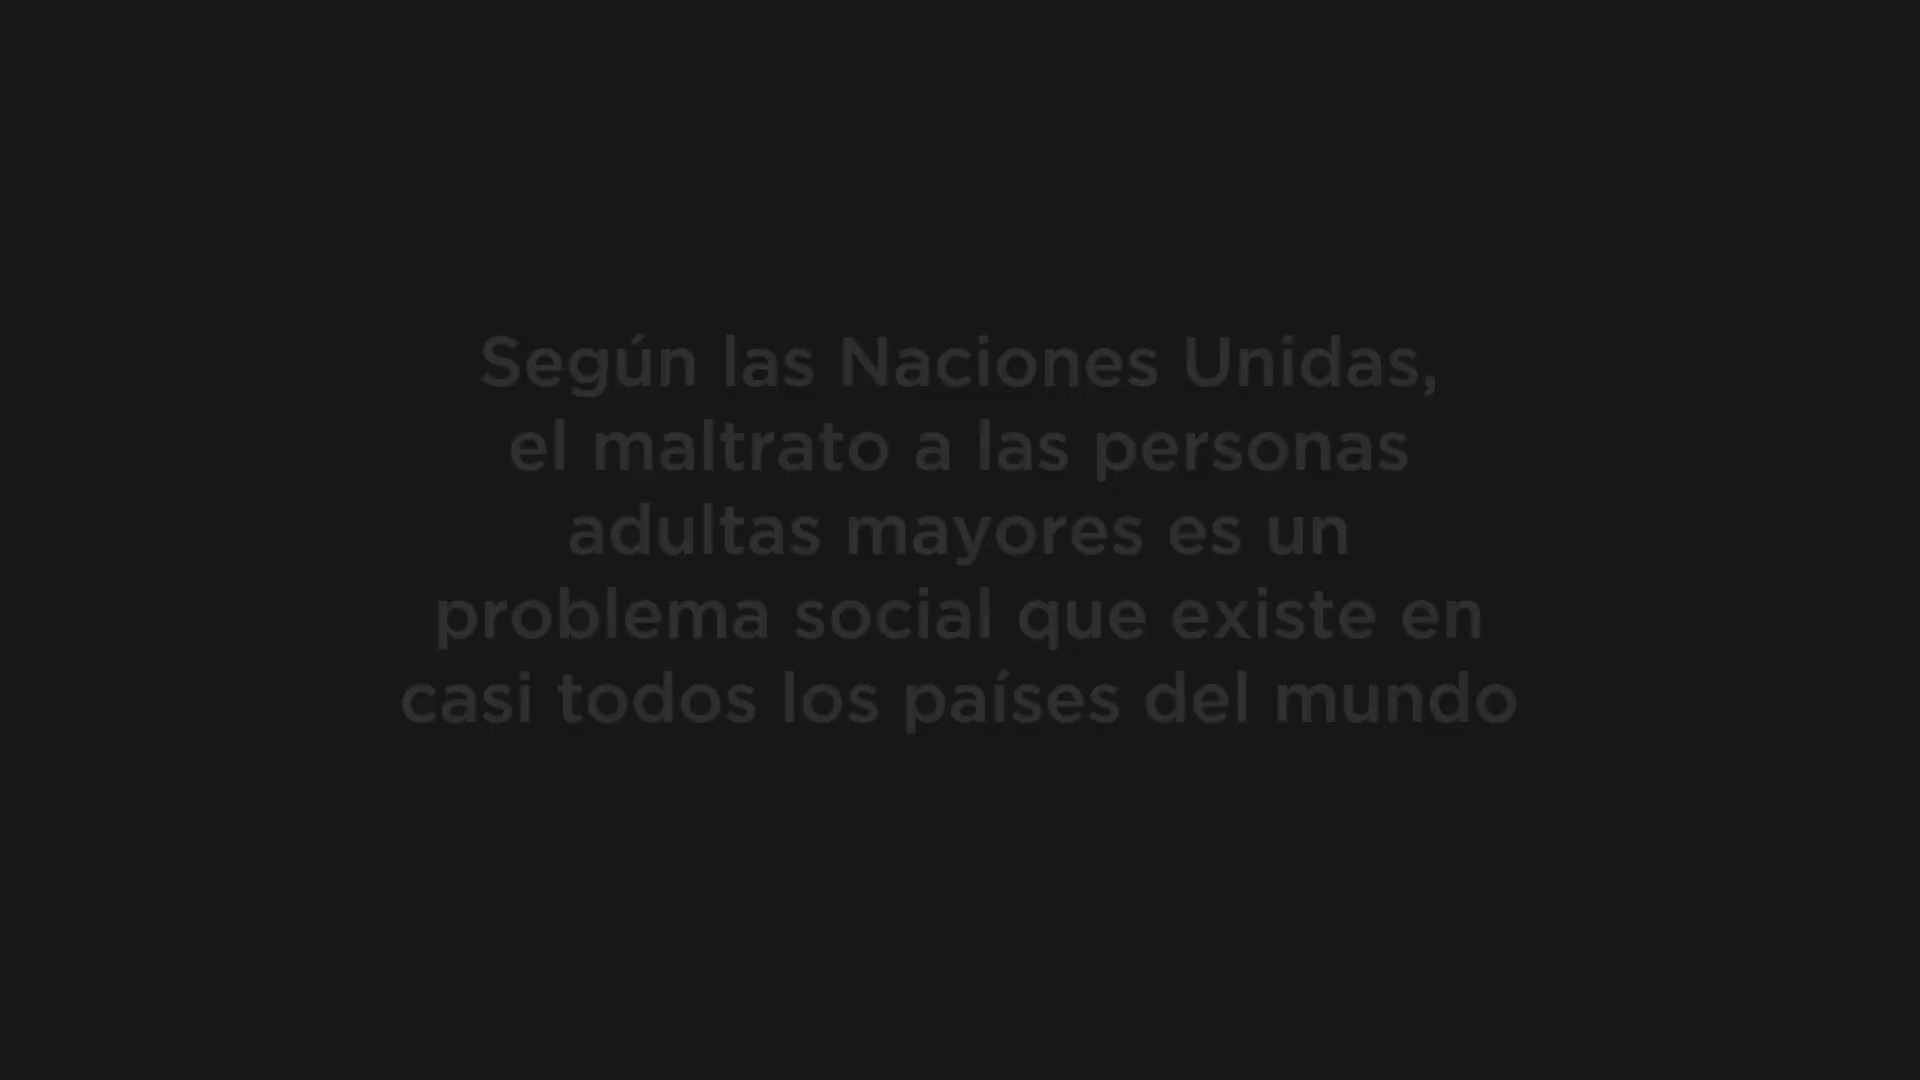 Según las Naciones Unidas,
el maltrato a las personas
adultas mayores es un
problema social que existe en
casi todos los países del mundo